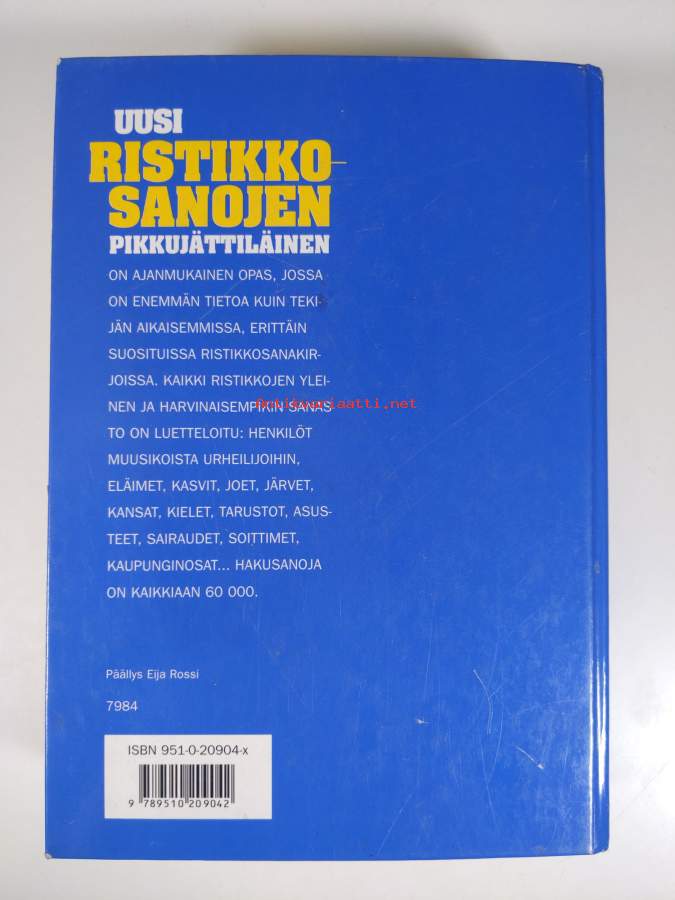 UUSI
RISTIKKO-
SANOJEN
PIKKUJÄTTILÄINEN
ON AJANMUKAINEN OPAS, JOSSA
ON ENEMMÄN TIETOA KUIN TEKI-
JÄN AIKAISEMMISSA, ERITTÄIN
SUOSITUISSA RISTIKKOSANAKIR-
JOISSA. KAIKKI RISTIKKOJEN YLEI-
NEN JA HARVINAISEMPIKIN SANAS-
Antikvariaatti.net
TO ON LUETTELOITU: HENKILÖT
MUUSIKOISTA URHEILIJOIHIN,
ELÄIMET, KASVIT, JOET, JÄRVET,
KANSAT, KIELET, TARUSTOT, ASUS-
TEET, SAIRAUDET, SOITTIMET,
KAUPUNGINOSAT... HAKUSANOJA
ON KAIKKIAAN 60 000.
Päällys Eija Rossi
7984
ISBN 951-0-20904-x
9 789510 209042